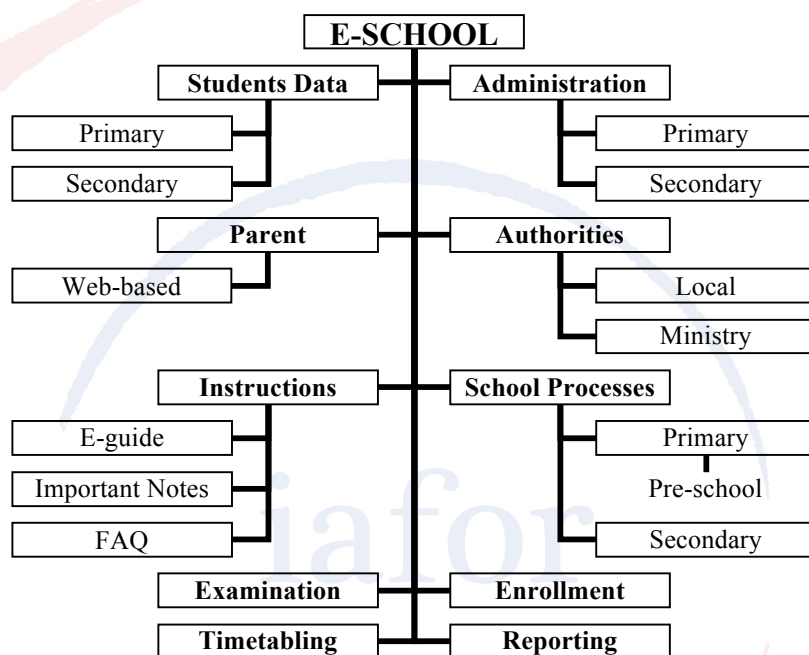 E-SCHOOL
Students Data
Administration
Primary
Primary
Secondary
Secondary
Parent
Authorities
Web-based
Local
Ministry
Instructions
School Processes
E-guide
Primary
Important Notes
Pre-school
FAQ
Secondary
iafor
Examination
Enrollment
Timetabling
Reporting